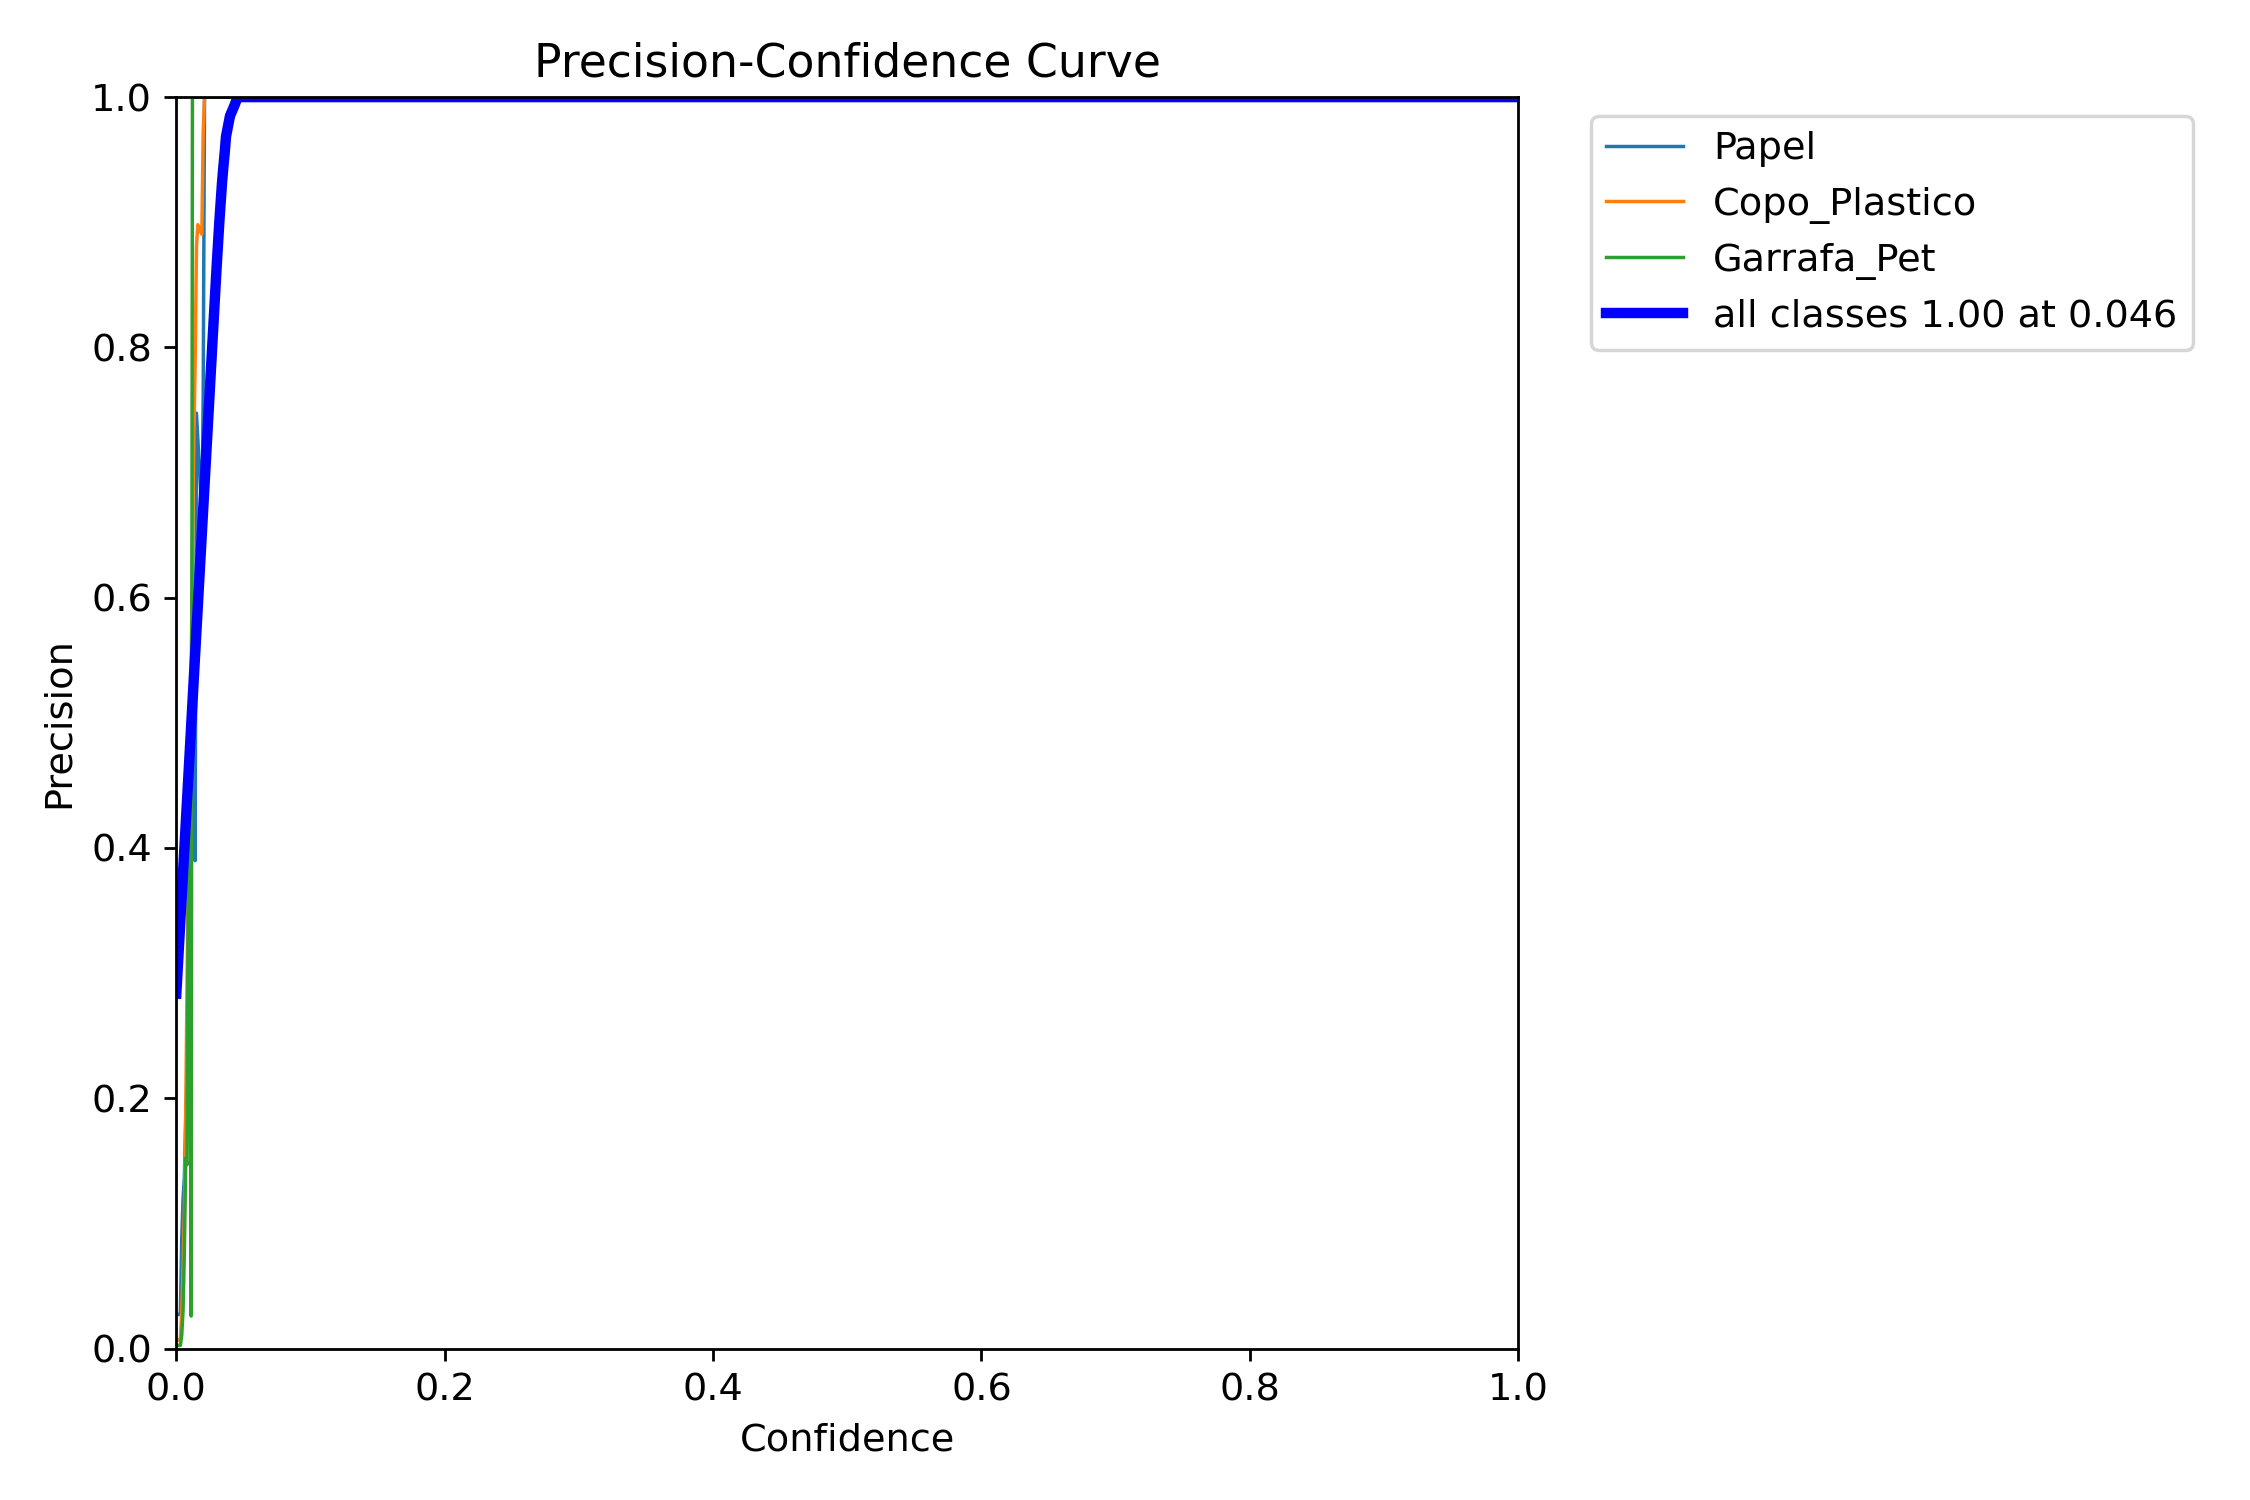 Precision-Confidence Curve
1.0
0.8
0.6
0.4
0.2
0.0
Precision
0.0 0.2 0.4 0.6 0.8 1.0
Confidence
Papel
Copo_Plastico
Garrafa_Pet
all classes 1.00 at 0.046